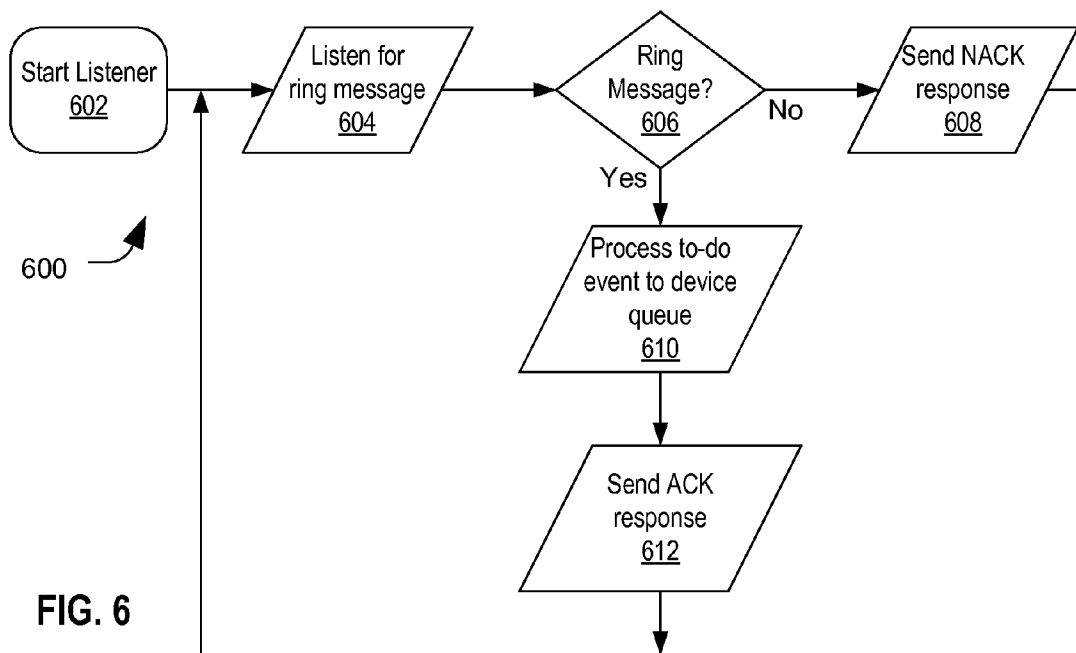 Start Listener
602
Listen for
ring message
604
Ring
Message?
606
No
Send NACK
response
608
Yes
600
Process to-do
event to device
queue
610
Send ACK
response
612
FIG. 6